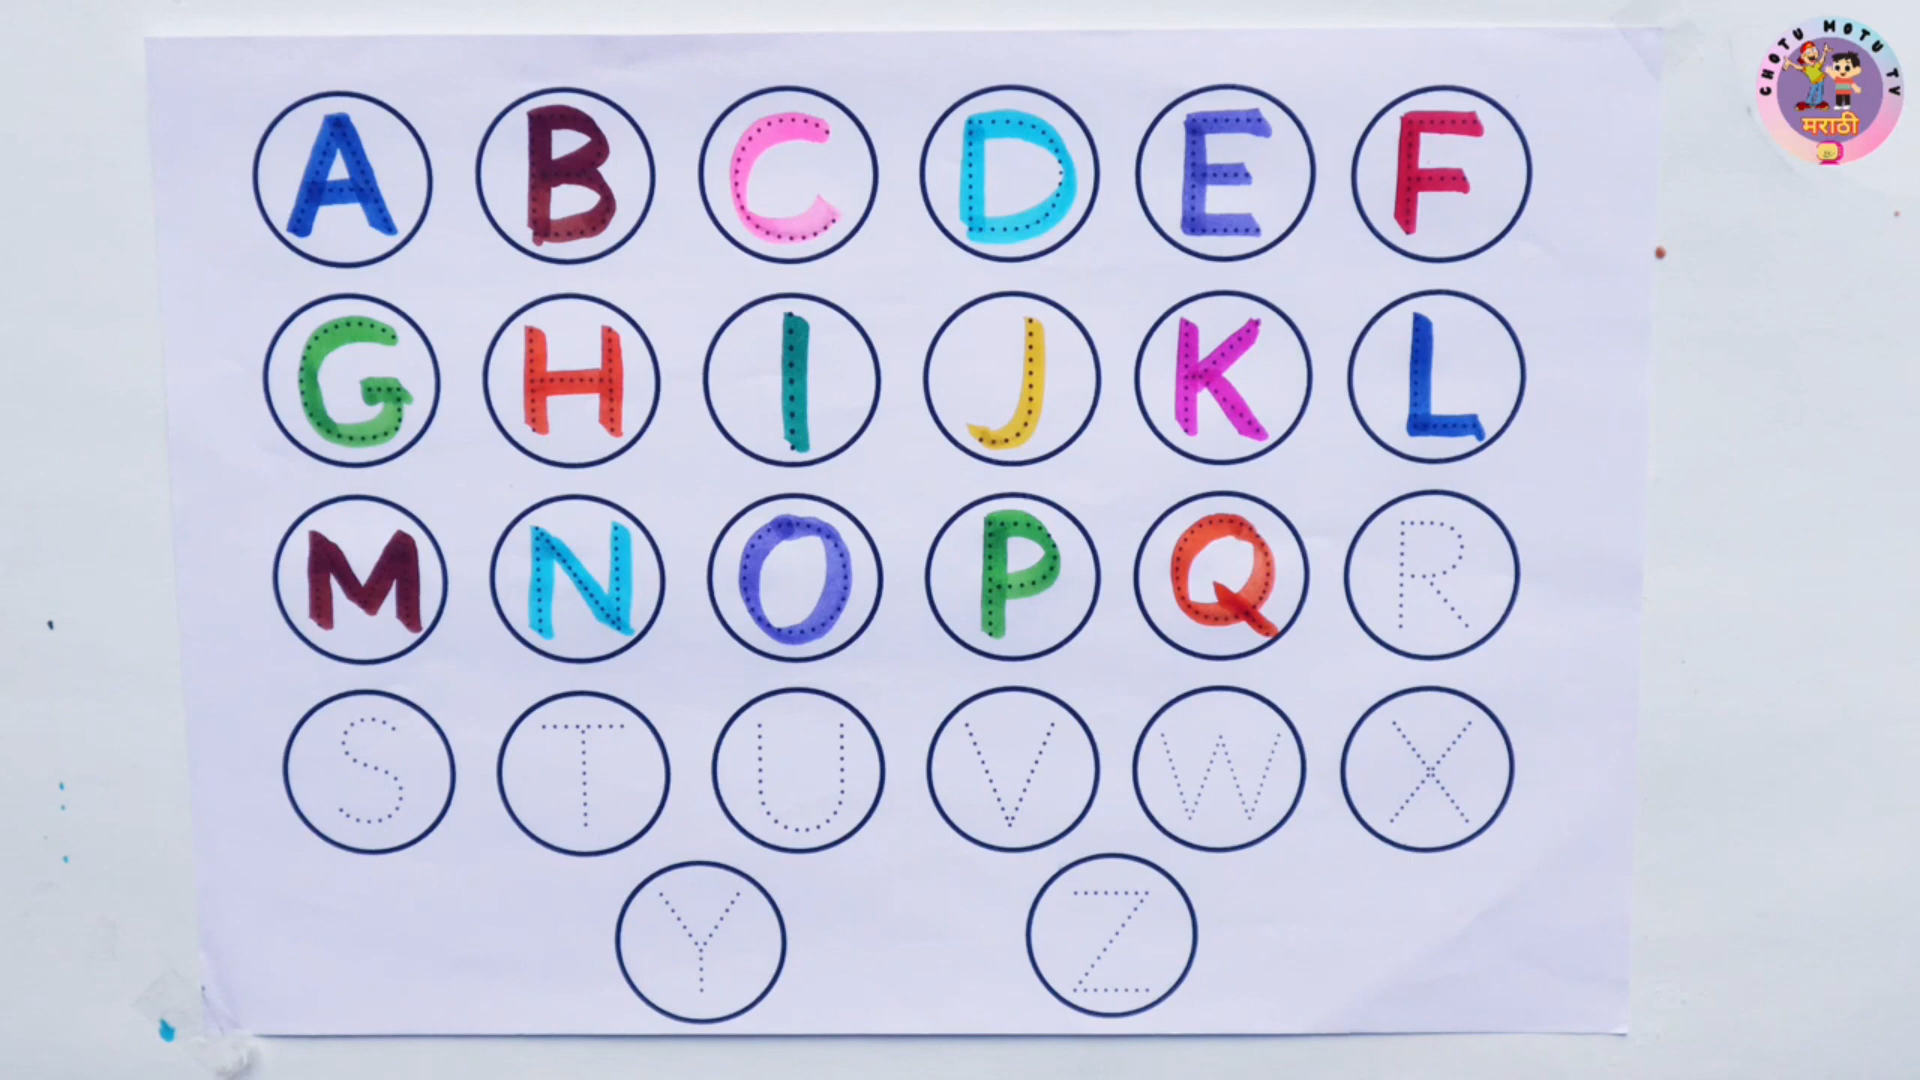 CHOTU MOTU TV
मराठी
A B C D E F
G H I J K L
M N O P Q R
S T U V W X
Y Z